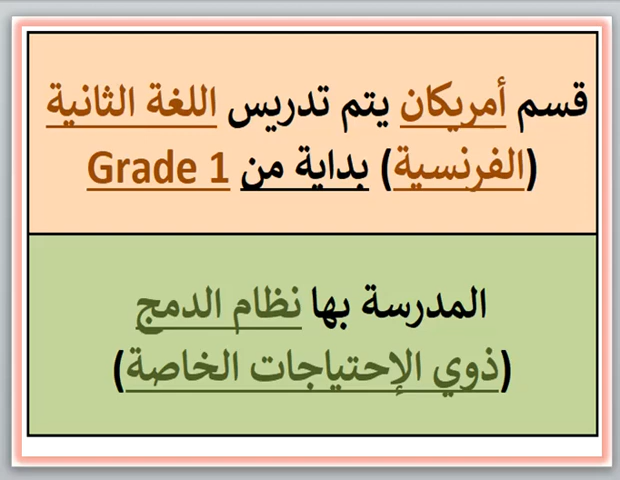 قسم أمريكان يتم تدريس اللغة الثانية
(الفرنسية) بداية من Grade 1
المدرسة بها نظام الدمج
(ذوي الإحتياجات الخاصة)